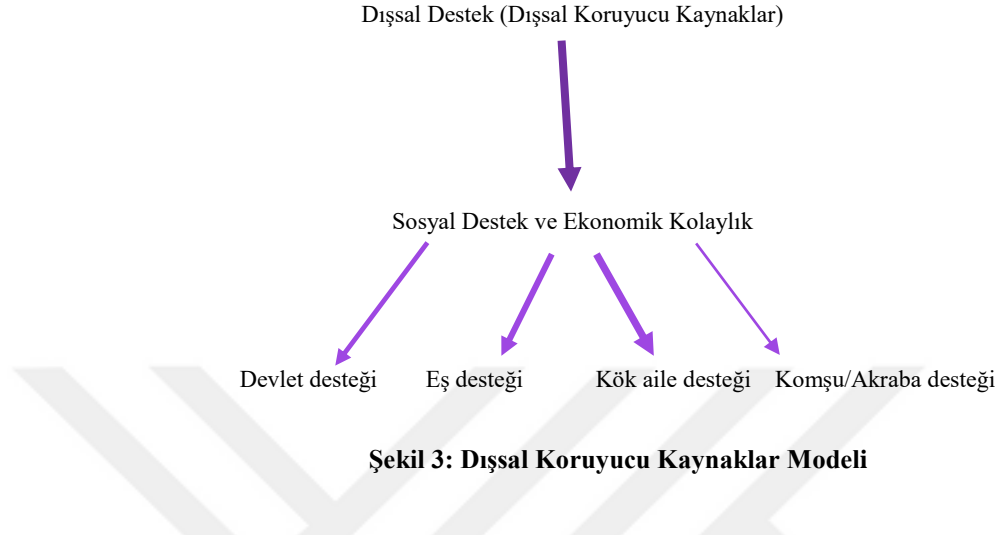 Dışsal Destek (Dışsal Koruyucu Kaynaklar)
Sosyal Destek ve Ekonomik Kolaylık
Devlet desteği Eş desteği Kök aile desteği Komşu/Akraba desteği
Şekil 3: Dışsal Koruyucu Kaynaklar Modeli